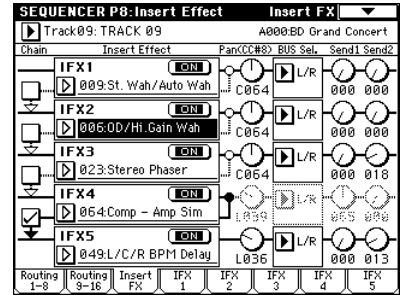 SEQUENCER P8:Insert Effect Insert FX
Track09: TRACK 09 A000:BD Grand Concert
Chain Insert Effect Pan(CC#8) BUS Sel. Send1 Send2
IFX1 ON
009:St. Wah/Auto Wah C064 L/R 000 000
IFX2 ON
006:OD/Hi.Gain Wah C064 L/R 000 000
IFX3 ON
023:Stereo Phaser C064 L/R 000 018
IFX4 ON
064:Comp - Amp Sim L/R
IFX5 ON
049:L/C/R BPM Delay L036 L/R 000 013
Routing 1-8 Routing 9-16 Insert FX IFX 1 IFX 2 IFX 3 IFX 4 IFX 5